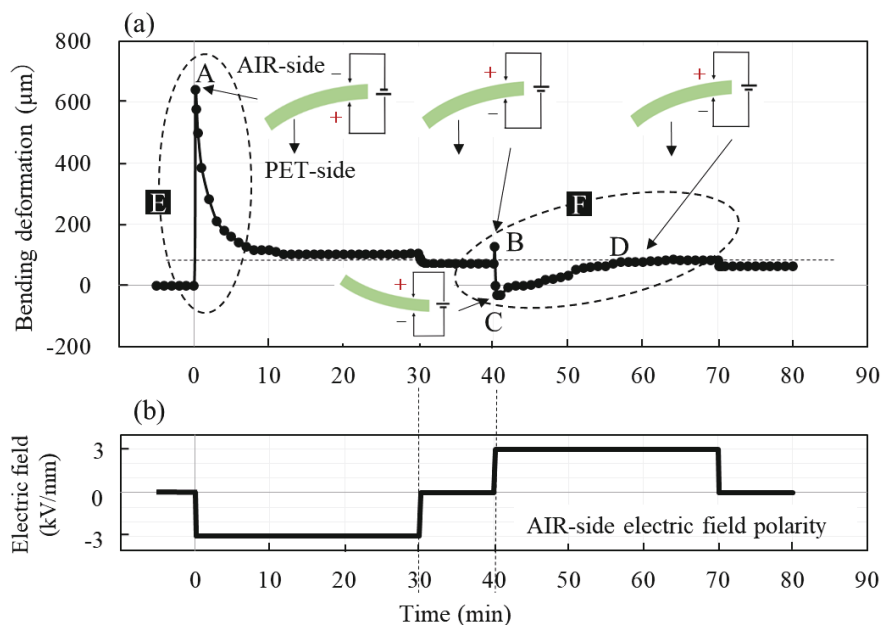 (a)
800
600
400
200
0
-200
Bending deformation (μm)
A
AIR-side
PET-side
E
−
+
+
−
+
−
+
−
B
C
D
F
0
10
20
30
40
50
60
70
80
90
(b)
3
0
-3
Electric field
(kV/mm)
AIR-side electric field polarity
0
10
20
30
40
50
60
70
80
90
Time (min)